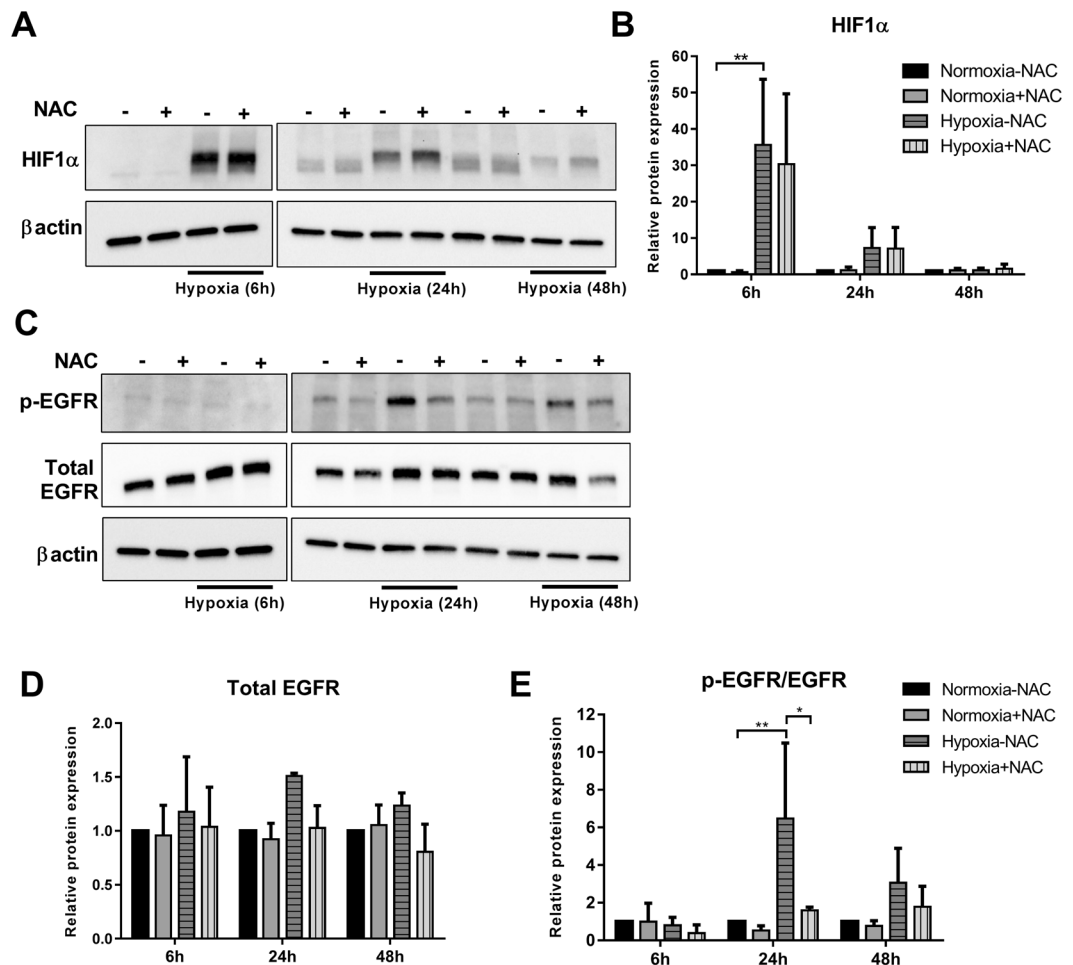 A
NAC - + - + - + - + - + - +
HIF1α
β actin
Hypoxia (6h) Hypoxia (24h) Hypoxia (48h)
B
HIF1α
Relative protein expression
60
50
40
30
20
10
0
6h 24h 48h
**
Normoxia-NAC
Normoxia+NAC
Hypoxia-NAC
Hypoxia+NAC
C
NAC - + - + - + - + - + - +
p-EGFR
Total
EGFR
β actin
Hypoxia (6h) Hypoxia (24h) Hypoxia (48h)
D
Total EGFR
Relative protein expression
2.0
1.5
1.0
0.5
0.0
6h 24h 48h
E
p-EGFR/EGFR
Relative protein expression
12
10
8
6
4
2
0
6h 24h 48h
** *
Normoxia-NAC
Normoxia+NAC
Hypoxia-NAC
Hypoxia+NAC